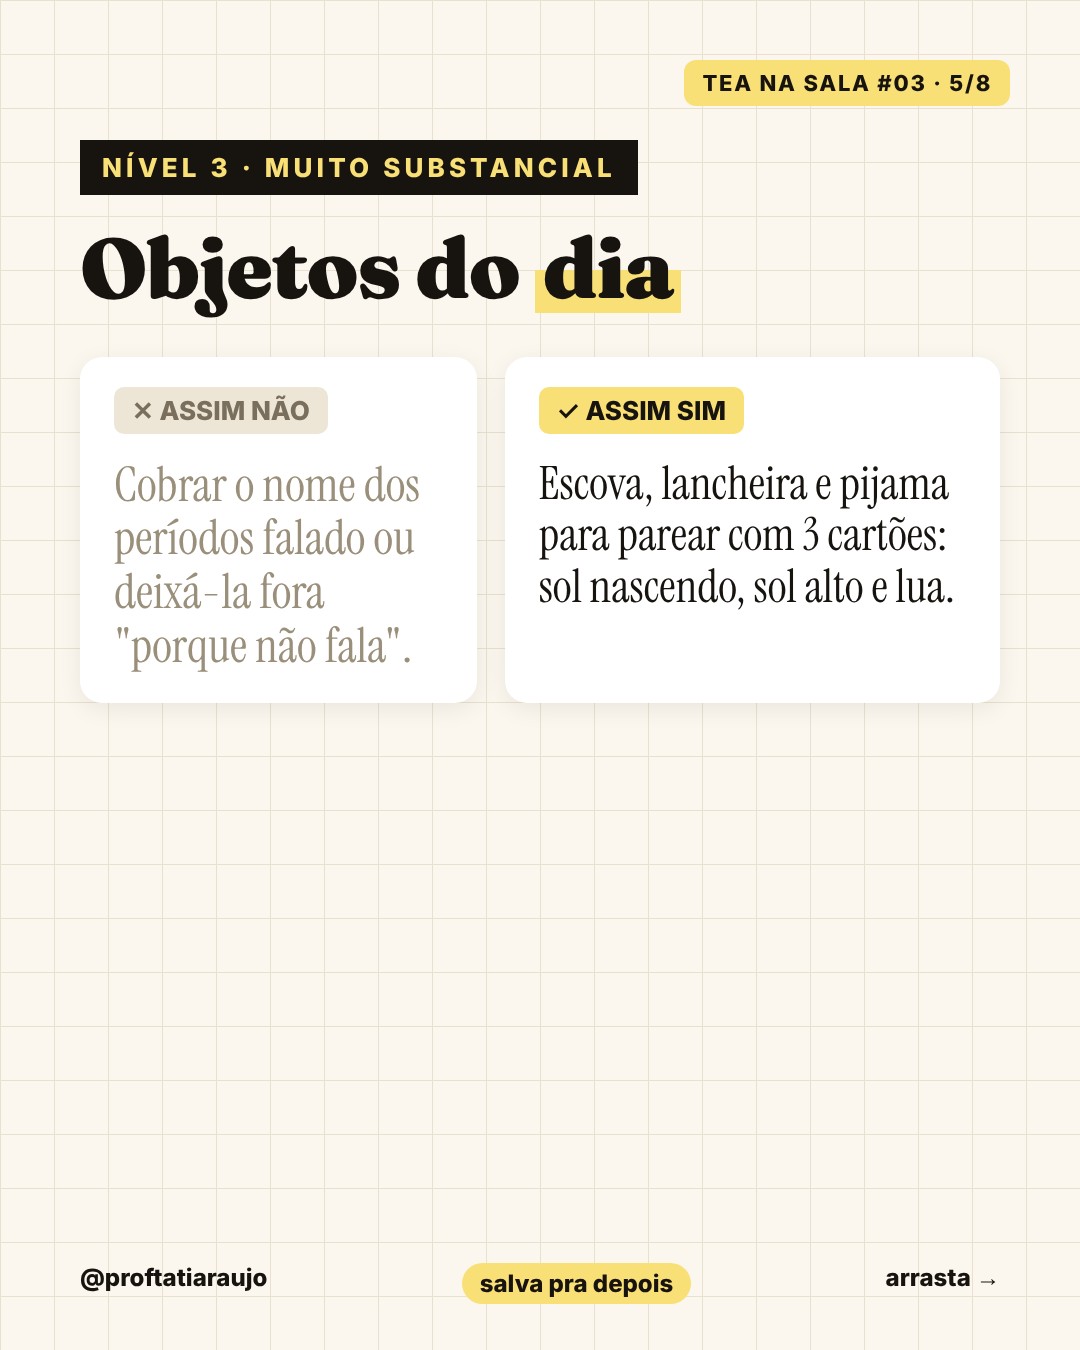 TEA NA SALA #03 · 5/8
NÍVEL 3 · MUITO SUBSTANCIAL
Objetos do dia
✕ ASSIM NÃO
Cobrar o nome dos
períodos falado ou
deixá-la fora
"porque não fala".
✓ ASSIM SIM
Escova, lancheira e pijama
para parear com 3 cartões:
sol nascendo, sol alto e lua.
@proftatiaraujo
salva pra depois
arrasta →